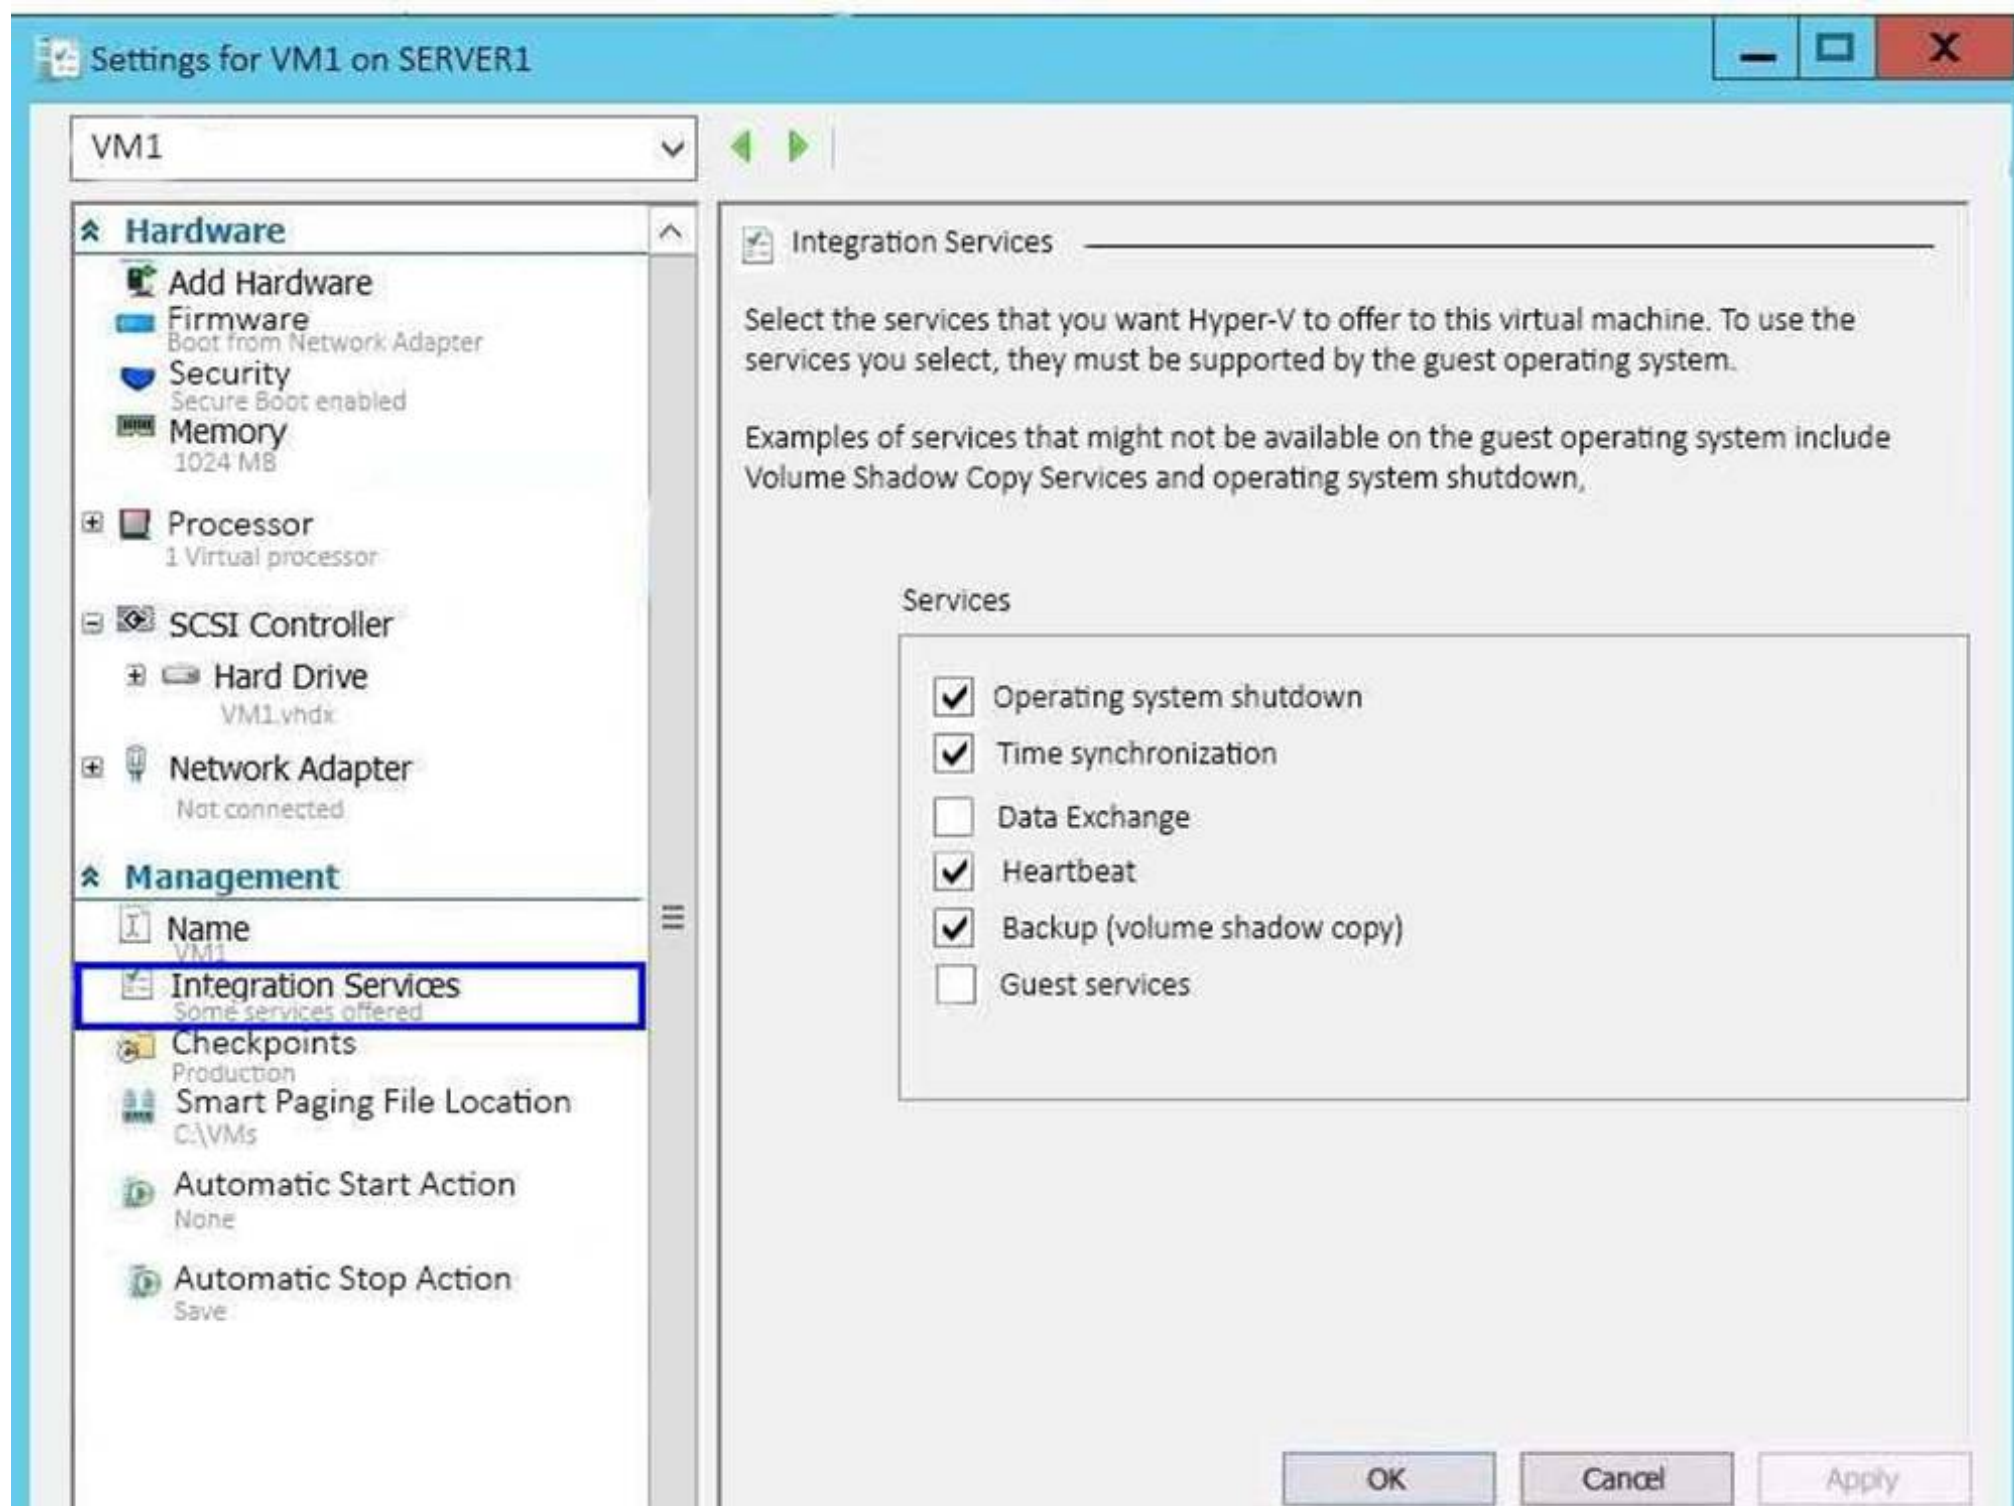 Settings for VM1 on SERVER1
X
VM1
Hardware
Add Hardware
Firmware
Boot from Network Adapter
Security
Secure Boot enabled
Memory
1024 MB
Processor
1 Virtual processor
SCSI Controller
Hard Drive
VM1.vhdx
Network Adapter
Not connected
Management
Name
VM1
Integration Services
Some services offered
Checkpoints
Production
Smart Paging File Location
C:\VMs
Automatic Start Action
None
Automatic Stop Action
Save
Integration Services
Select the services that you want Hyper-V to offer to this virtual machine. To use the
services you select, they must be supported by the guest operating system.
Examples of services that might not be available on the guest operating system include
Volume Shadow Copy Services and operating system shutdown,
Services
Operating system shutdown
Time synchronization
Data Exchange
Heartbeat
Backup (volume shadow copy)
Guest services
OK
Cancel
Apply